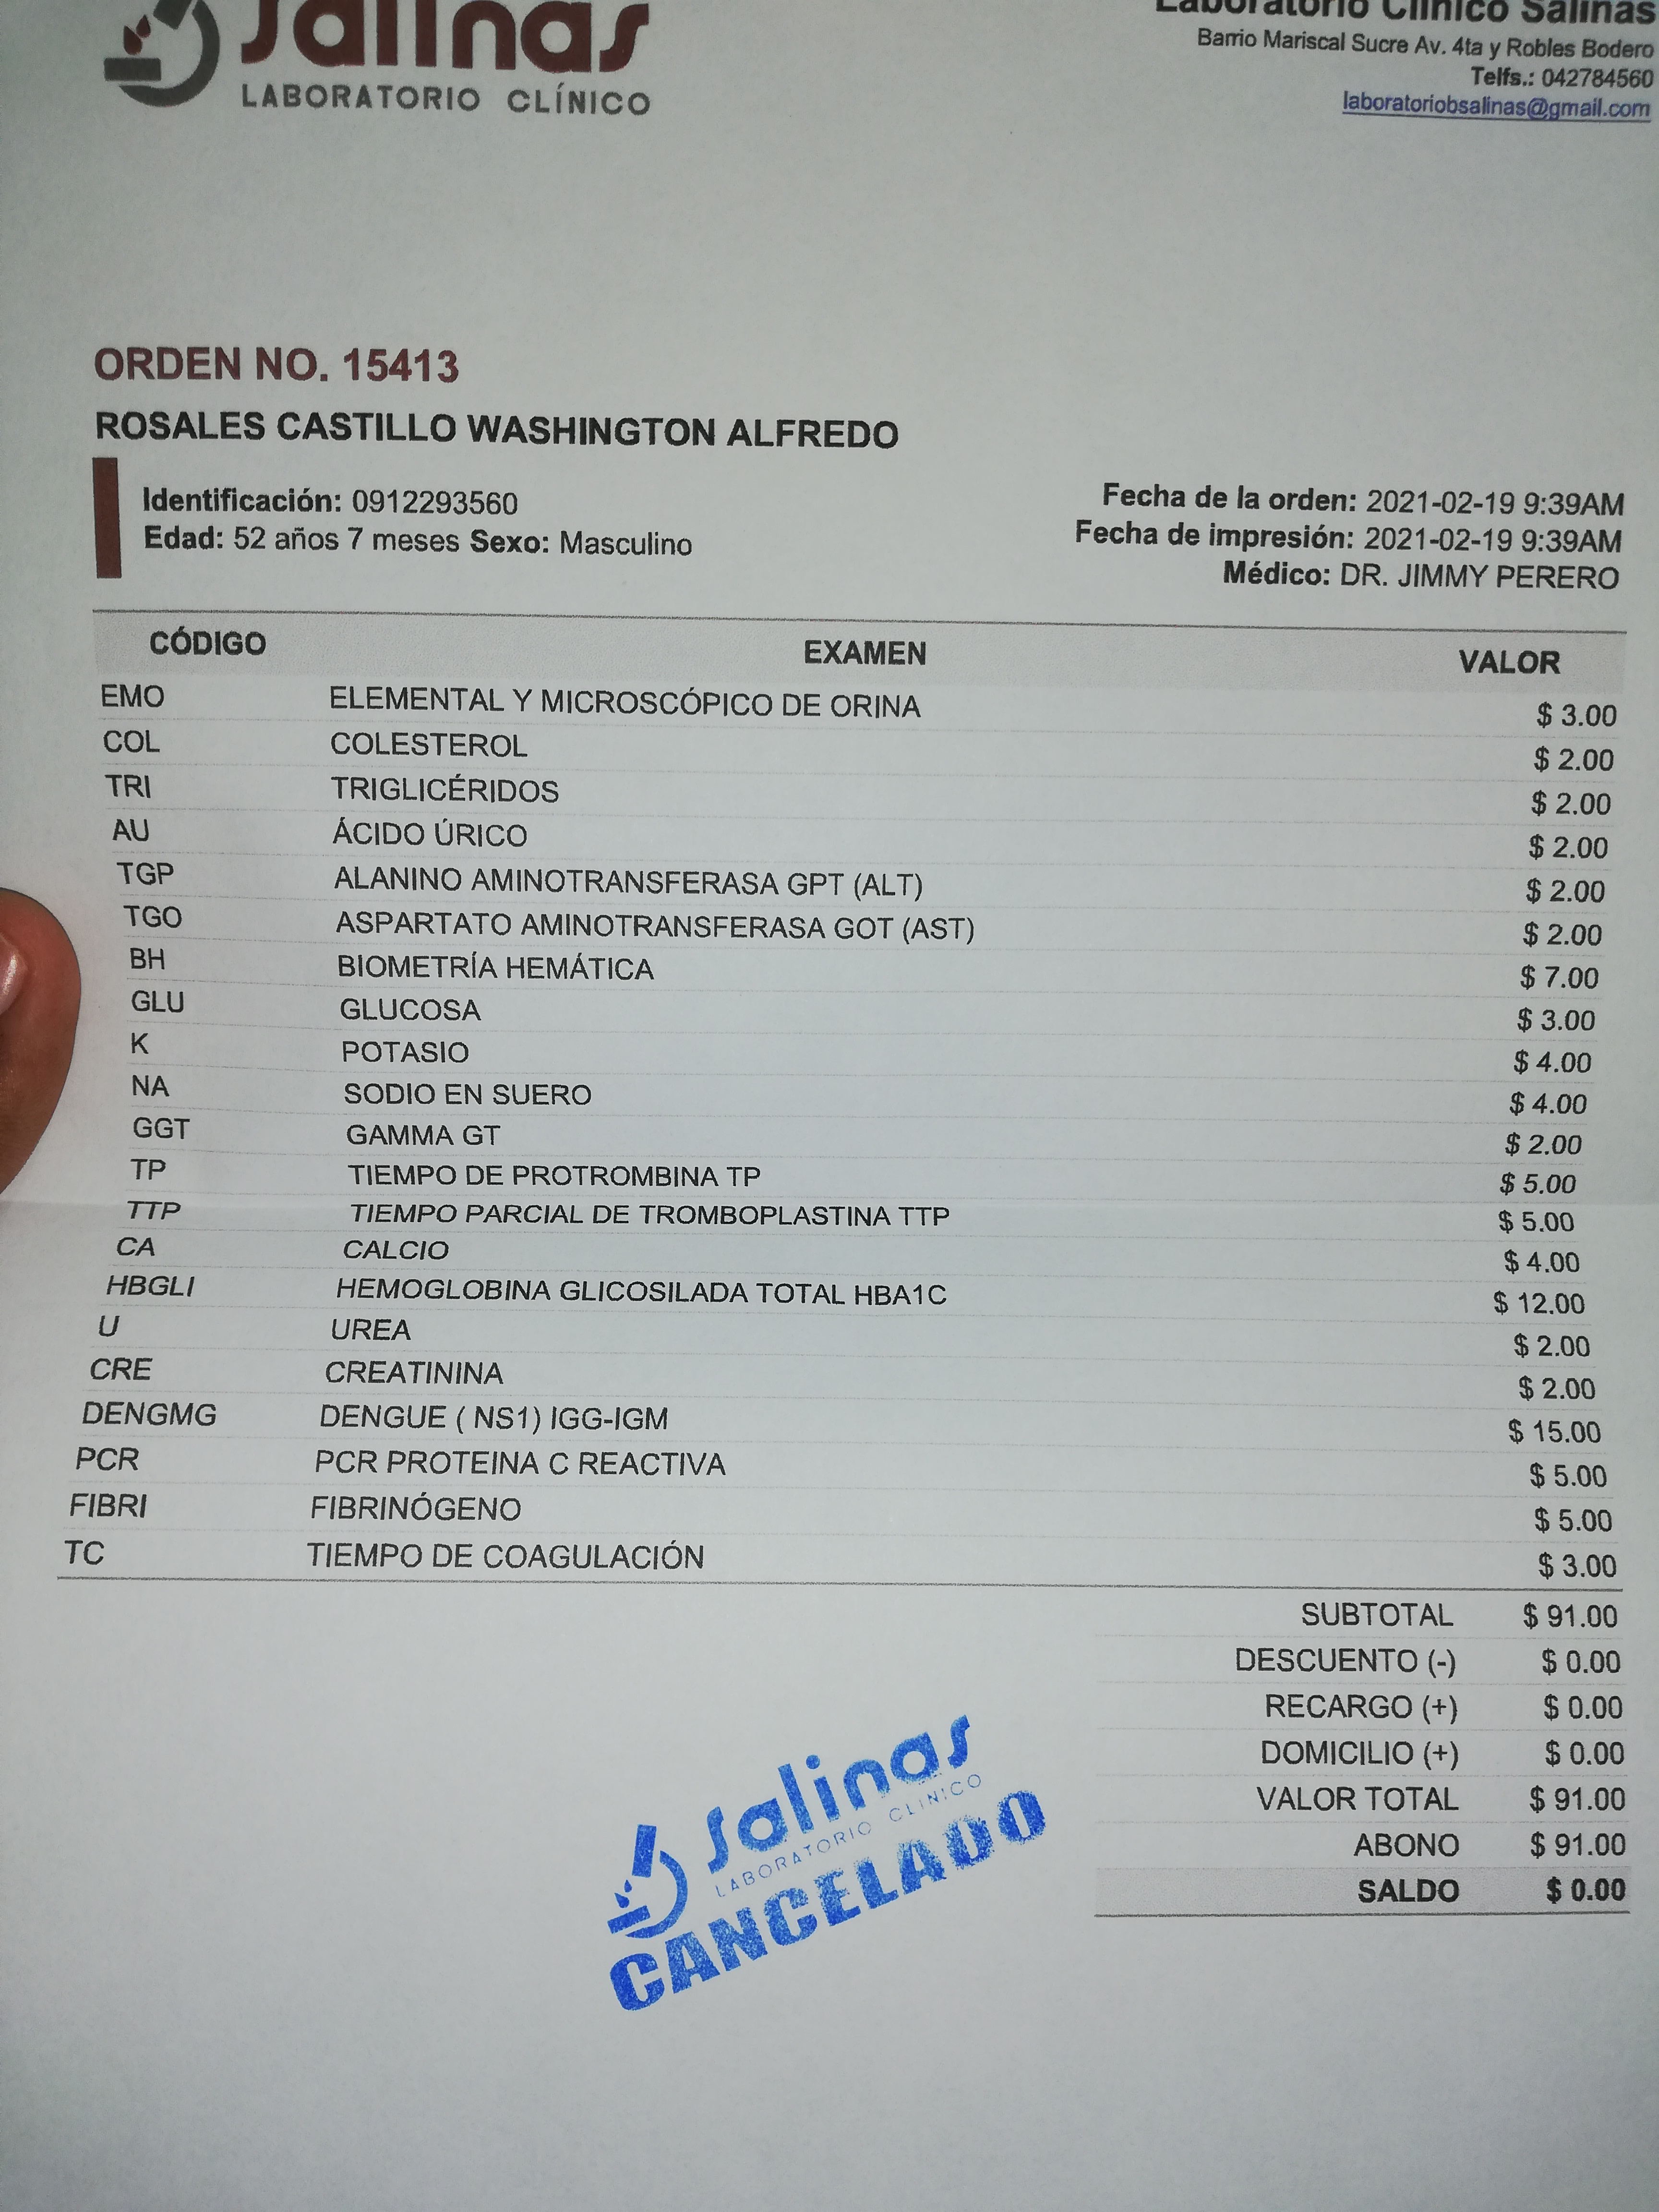 Salinas
LABORATORIO CLÍNICO
Laboratorio Clínico Salinas
Barrio Mariscal Sucre Av. 4ta y Robles Bodero
Telfs.: 042784560
laboratoriobsalinas@gmail.com
ORDEN NO. 15413
ROSALES CASTILLO WASHINGTON ALFREDO
Identificación: 0912293560
Edad: 52 años 7 meses Sexo: Masculino
Fecha de la orden: 2021-02-19 9:39AM
Fecha de impresión: 2021-02-19 9:39AM
Médico: DR. JIMMY PERERO
CÓDIGO EXAMEN VALOR
EMO ELEMENTAL Y MICROSCÓPICO DE ORINA $ 3.00
COL COLESTEROL $ 2.00
TRI TRIGLICÉRIDOS $ 2.00
AU ÁCIDO ÚRICO $ 2.00
TGP ALANINO AMINOTRANSFERASA GPT (ALT) $ 2.00
TGO ASPARTATO AMINOTRANSFERASA GOT (AST) $ 2.00
BH BIOMETRÍA HEMÁTICA $ 7.00
GLU GLUCOSA $ 3.00
K POTASIO $ 4.00
NA SODIO EN SUERO $ 4.00
GGT GAMMA GT $ 2.00
TP TIEMPO DE PROTROMBINA TP $ 5.00
TTP TIEMPO PARCIAL DE TROMBOPLASTINA TTP $ 5.00
CA CALCIO $ 4.00
HBGLI HEMOGLOBINA GLICOSILADA TOTAL HBA1C $ 12.00
U UREA $ 2.00
CRE CREATININA $ 2.00
DENGMG DENGUE ( NS1) IGG-IGM $ 15.00
PCR PCR PROTEINA C REACTIVA $ 5.00
FIBRI FIBRINÓGENO $ 5.00
TC TIEMPO DE COAGULACIÓN $ 3.00
SUBTOTAL $ 91.00
DESCUENTO (-) $ 0.00
RECARGO (+) $ 0.00
DOMICILIO (+) $ 0.00
VALOR TOTAL $ 91.00
ABONO $ 91.00
SALDO $ 0.00
Salinas
LABORATORIO CLINICO
CANCELADO